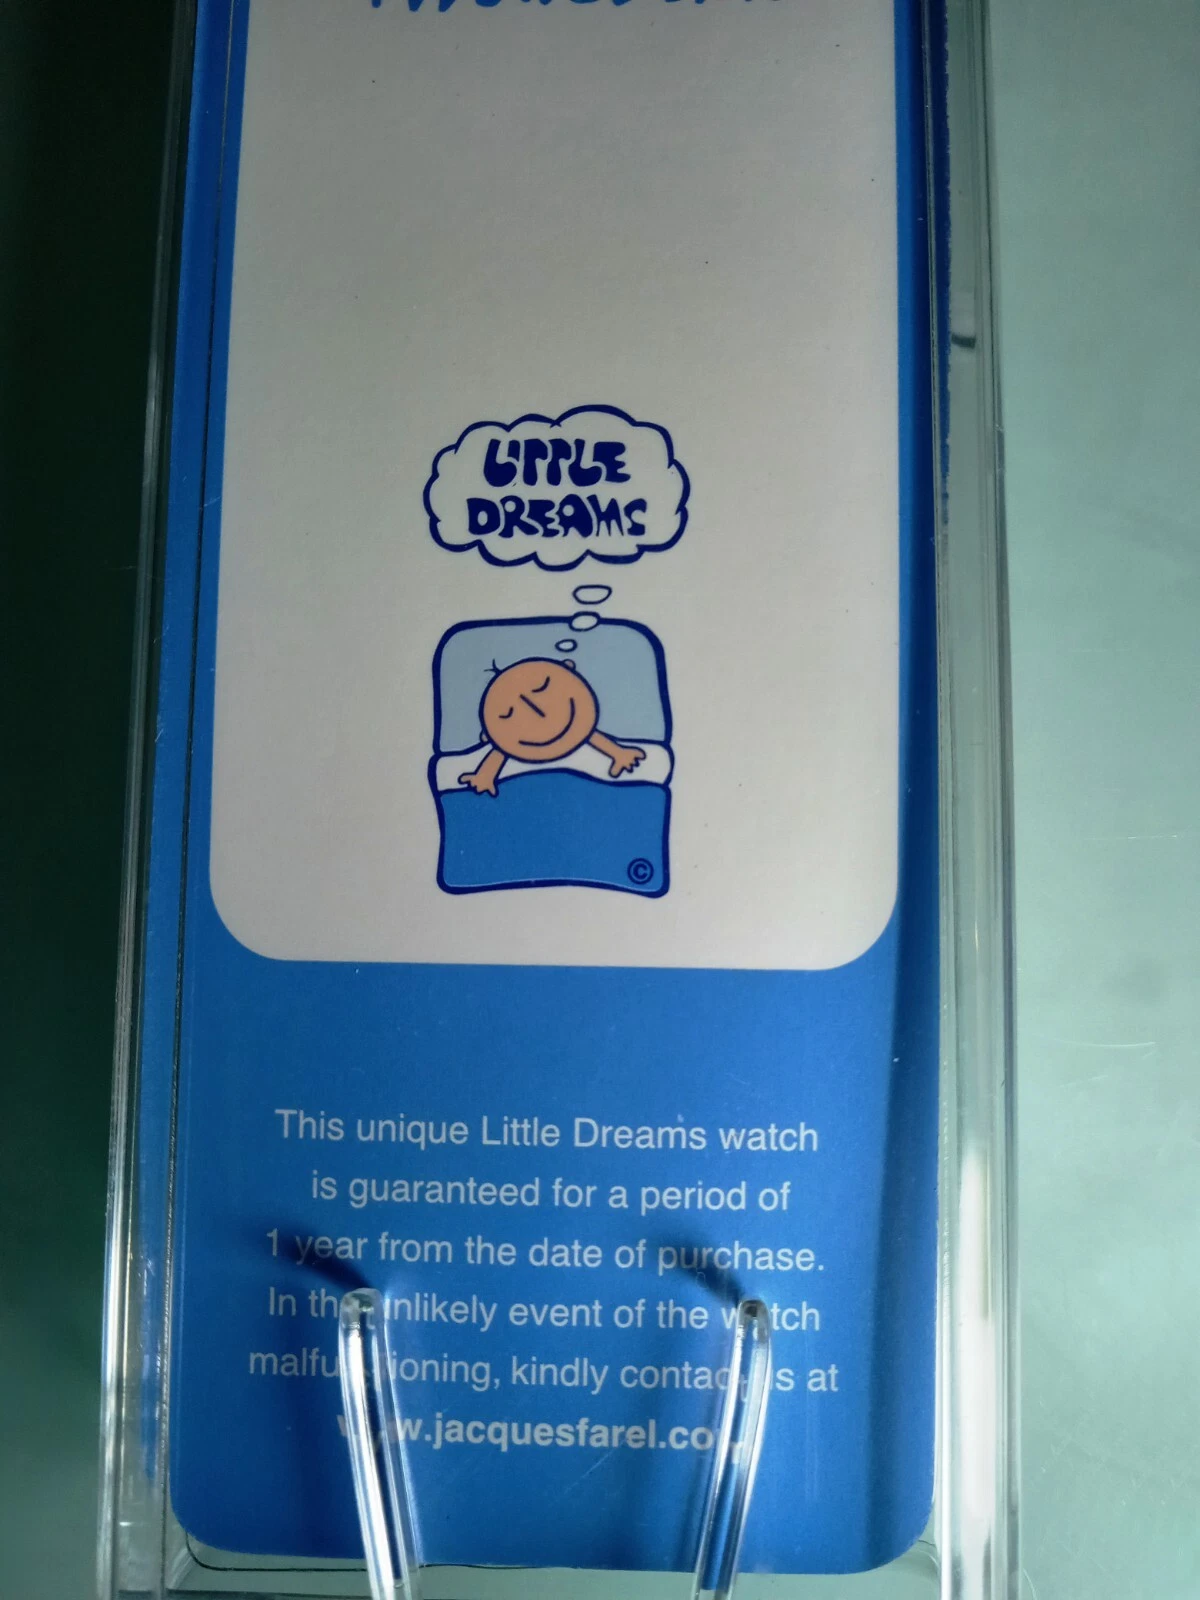 LITTLE
DREAMS
©
This unique Little Dreams watch
is guaranteed for a period of
1 year from the date of purchase.
In the unlikely event of the watch
malfunctioning, kindly contact us at
www.jacquesfarel.com